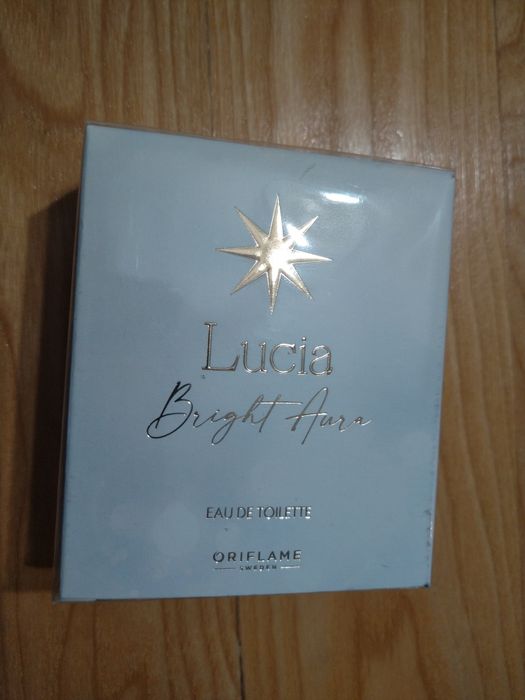 Lucia
Bright Aura
EAU DE TOILETTE
ORIFLAME
SWEDEN